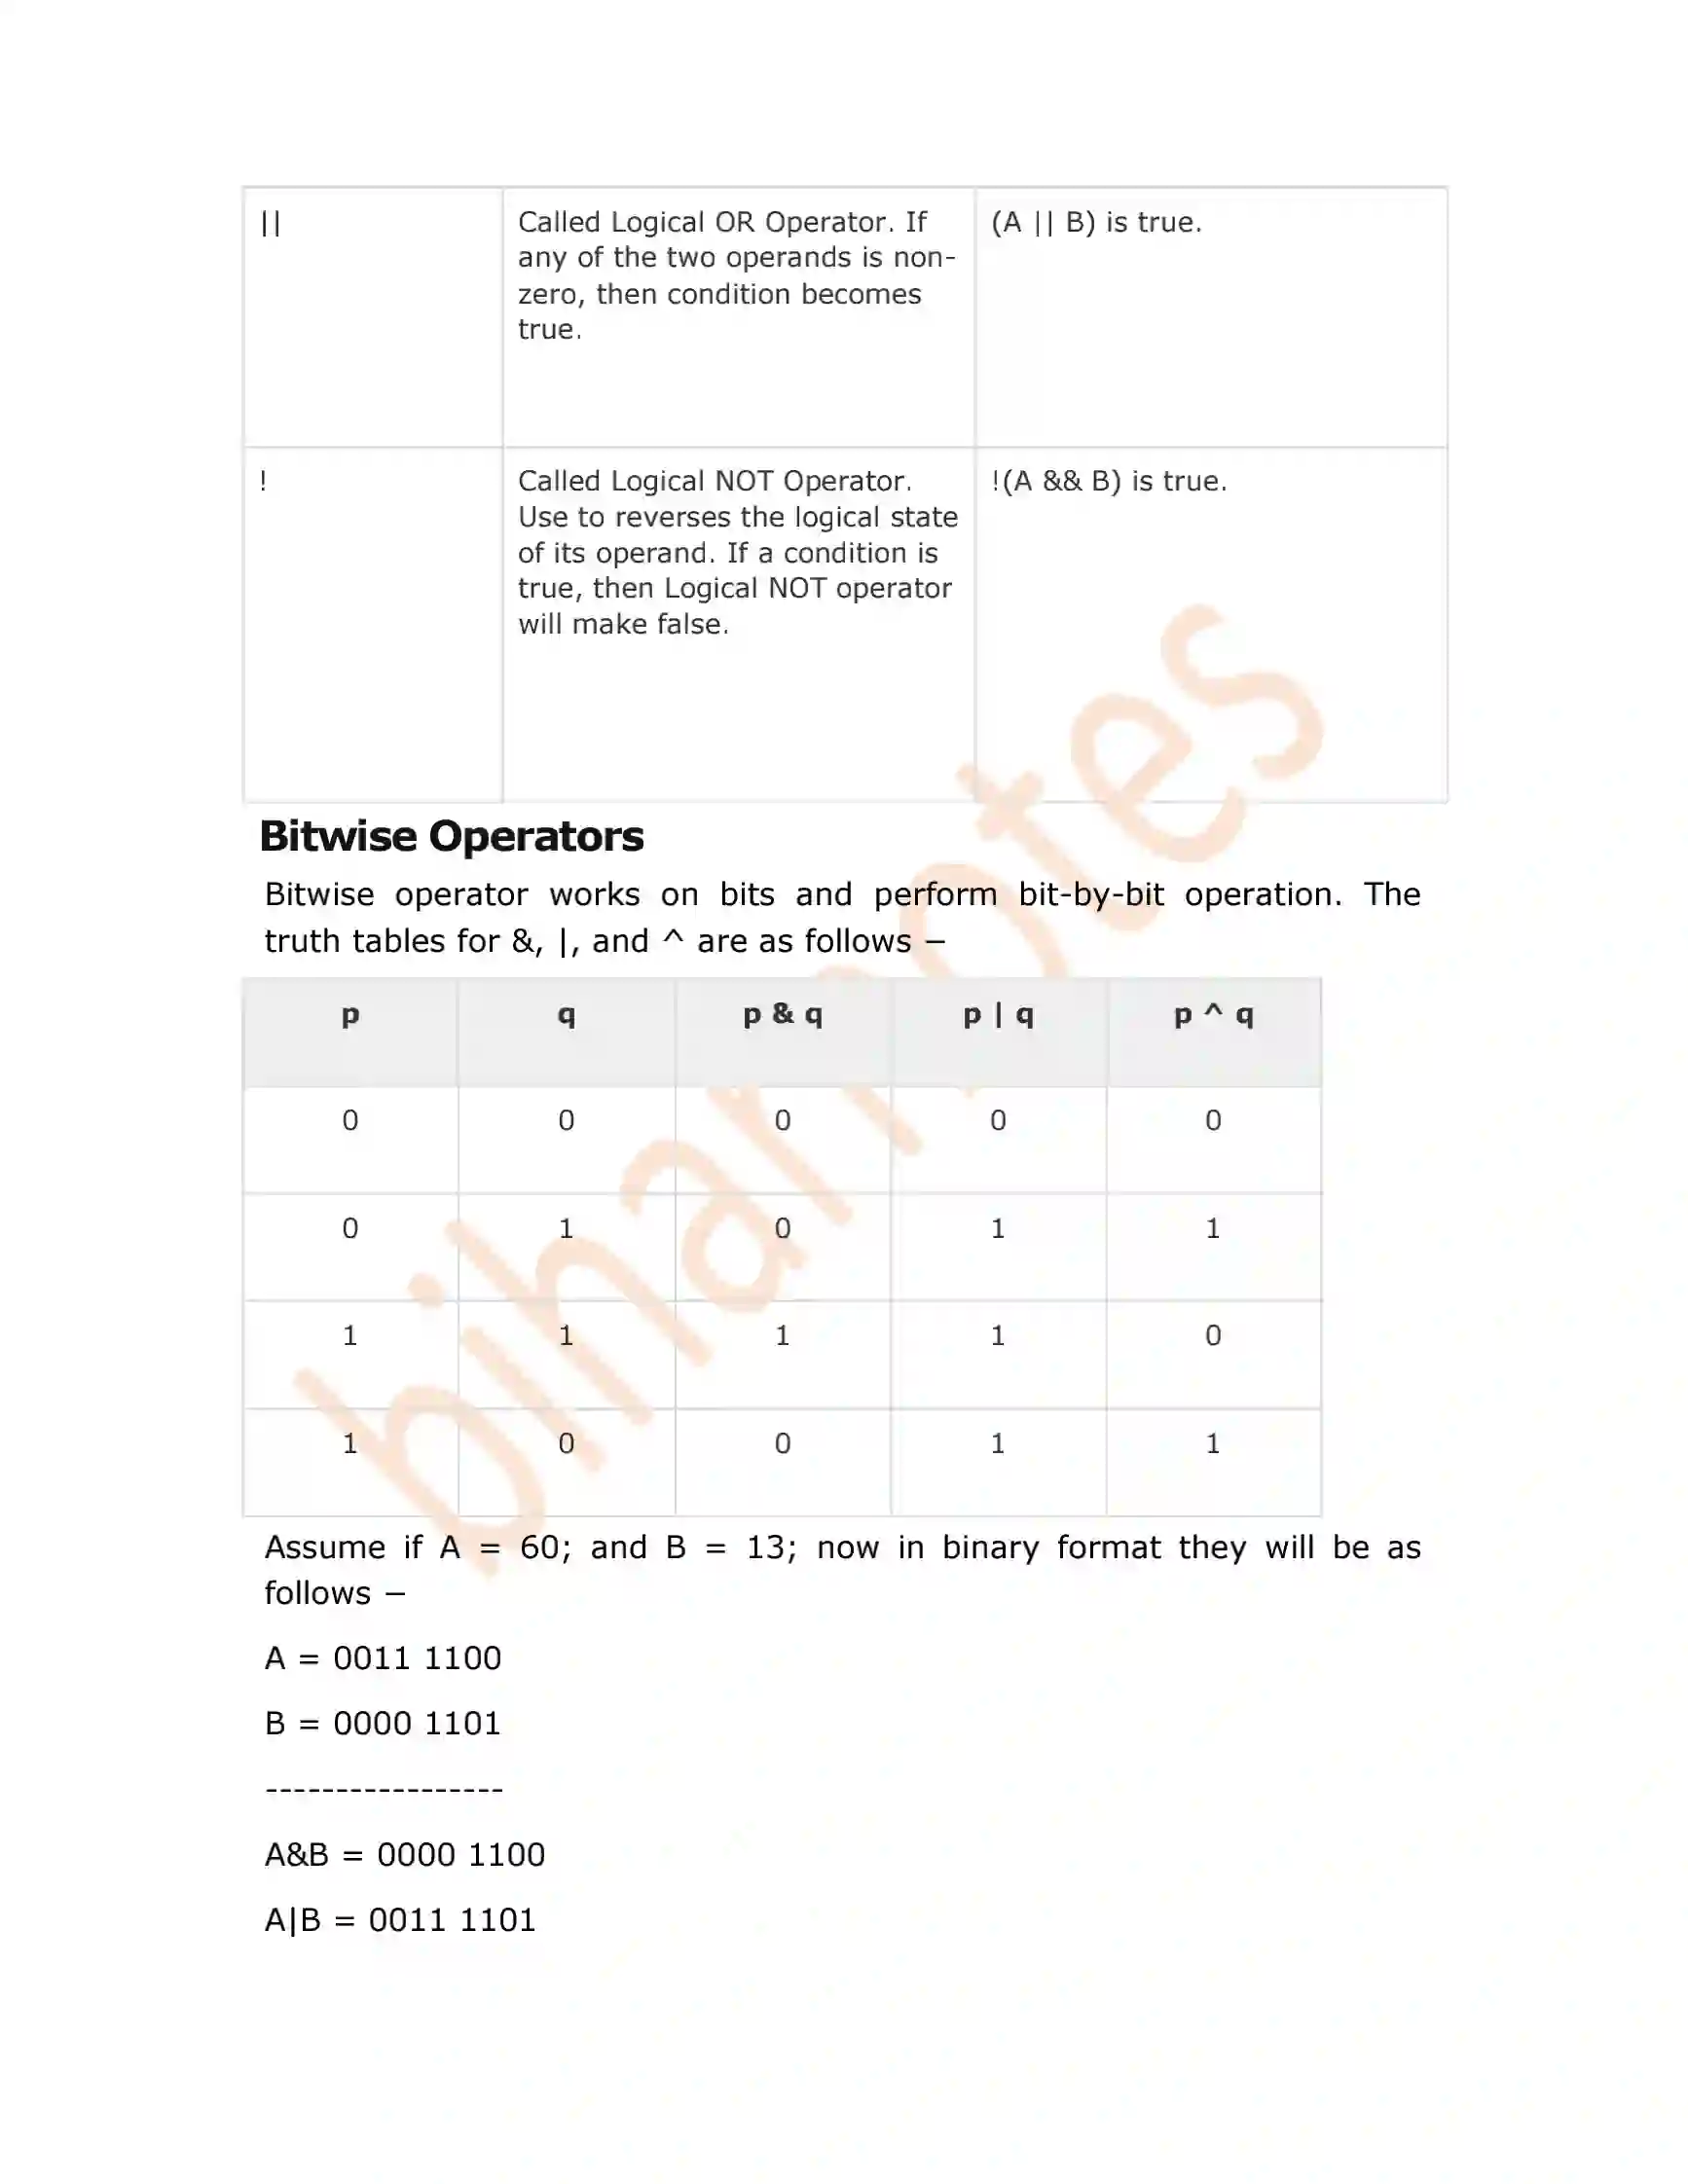 ||
Called Logical OR Operator. If
any of the two operands is non-
zero, then condition becomes
true.
(A || B) is true.
!
Called Logical NOT Operator.
Use to reverses the logical state
of its operand. If a condition is
true, then Logical NOT operator
will make false.
!(A && B) is true.
Bitwise Operators
Bitwise operator works on bits and perform bit-by-bit operation. The
truth tables for &, |, and ^ are as follows −
p q p & q p | q p ^ q
0 0 0 0 0
0 1 0 1 1
1 1 1 1 0
1 0 0 1 1
Assume if A = 60; and B = 13; now in binary format they will be as
follows −
A = 0011 1100
B = 0000 1101
-----------------
A&B = 0000 1100
A|B = 0011 1101
biharnotes